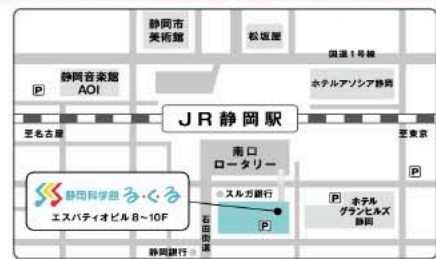 静岡市
美術館
松坂屋
国道1号線
静岡音楽館
AOI
P
ホテルアソシア静岡
JR静岡駅
至名古屋
至東京
南口
ロータリー
P
静岡科学館 る・く・る
エスパティオビル8~10F
スルガ銀行
P
石田街道
P
ホテル
グランヒルズ
静岡
静岡銀行